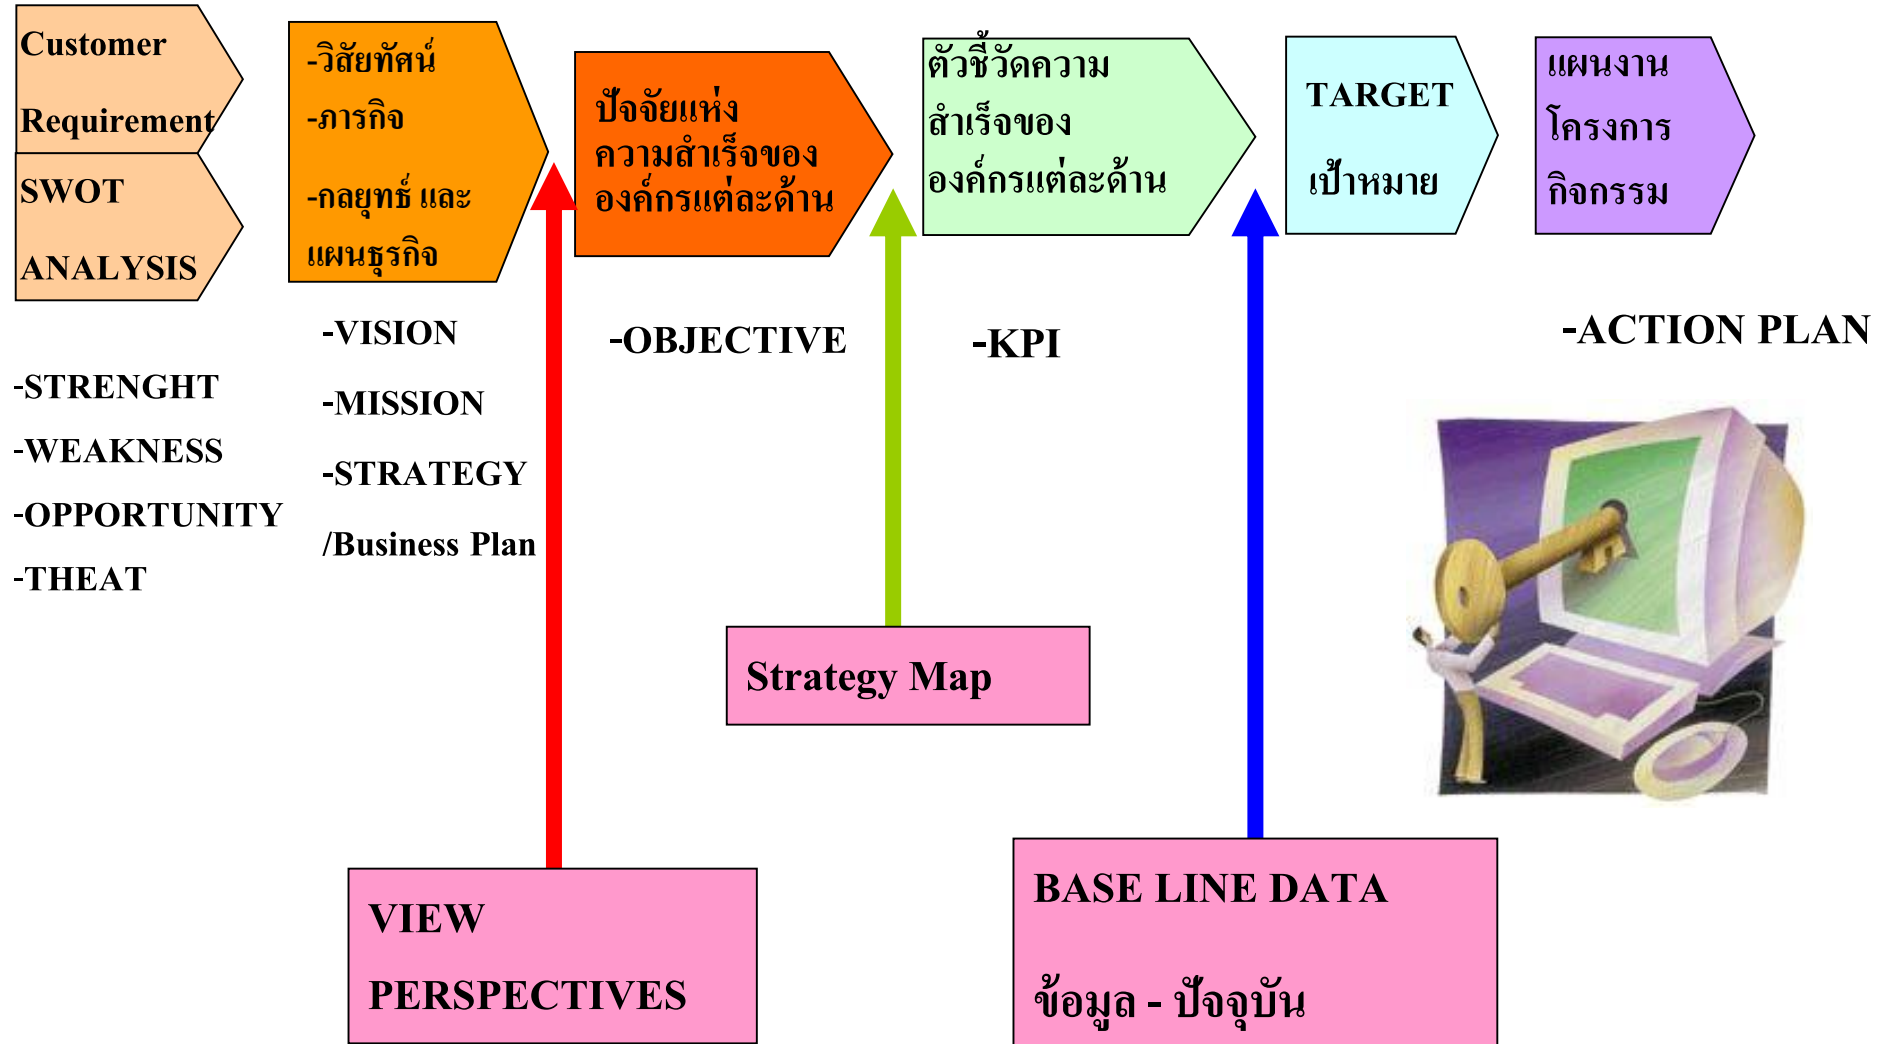 Customer
Requirement
SWOT
ANALYSIS
-วิสัยทัศน์
-ภารกิจ
-กลยุทธ์ และ
แผนธุรกิจ
ปัจจัยแห่ง
ความสำเร็จของ
องค์กรแต่ละด้าน
ตัวชี้วัดความ
สำเร็จของ
องค์กรแต่ละด้าน
TARGET
เป้าหมาย
แผนงาน
โครงการ
กิจกรรม
-STRENGHT
-WEAKNESS
-OPPORTUNITY
-THEAT
-VISION
-MISSION
-STRATEGY
/Business Plan
-OBJECTIVE
-KPI
-ACTION PLAN
Strategy Map
VIEW
PERSPECTIVES
BASE LINE DATA
ข้อมูล - ปัจจุบัน